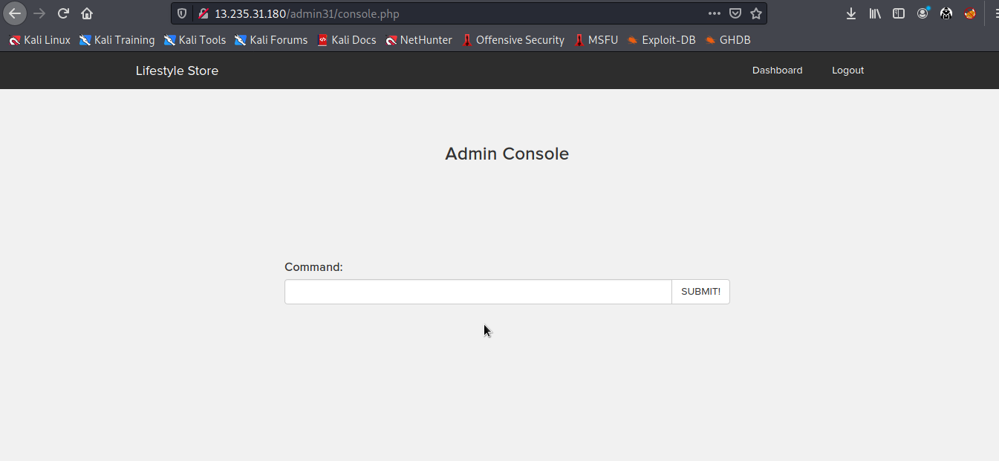 13.235.31.180/admin31/console.php
Kali Linux Kali Training Kali Tools Kali Forums Kali Docs NetHunter Offensive Security MSFU Exploit-DB GHDB
Lifestyle Store Dashboard Logout
Admin Console
Command:
SUBMIT!